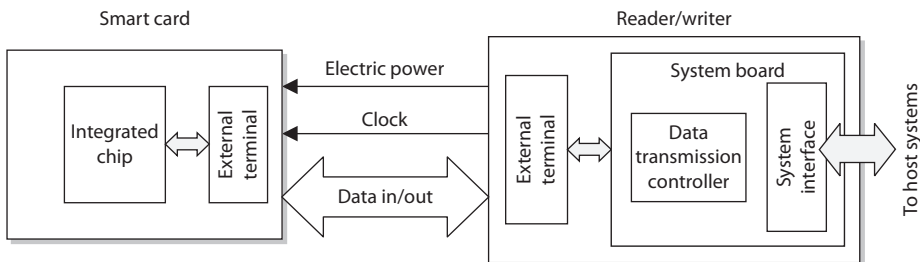 Smart card
Reader/writer
Electric power
System board
Integrated
chip
External
terminal
Clock
Data in/out
External
terminal
Data
transmission
controller
System
interface
To host systems